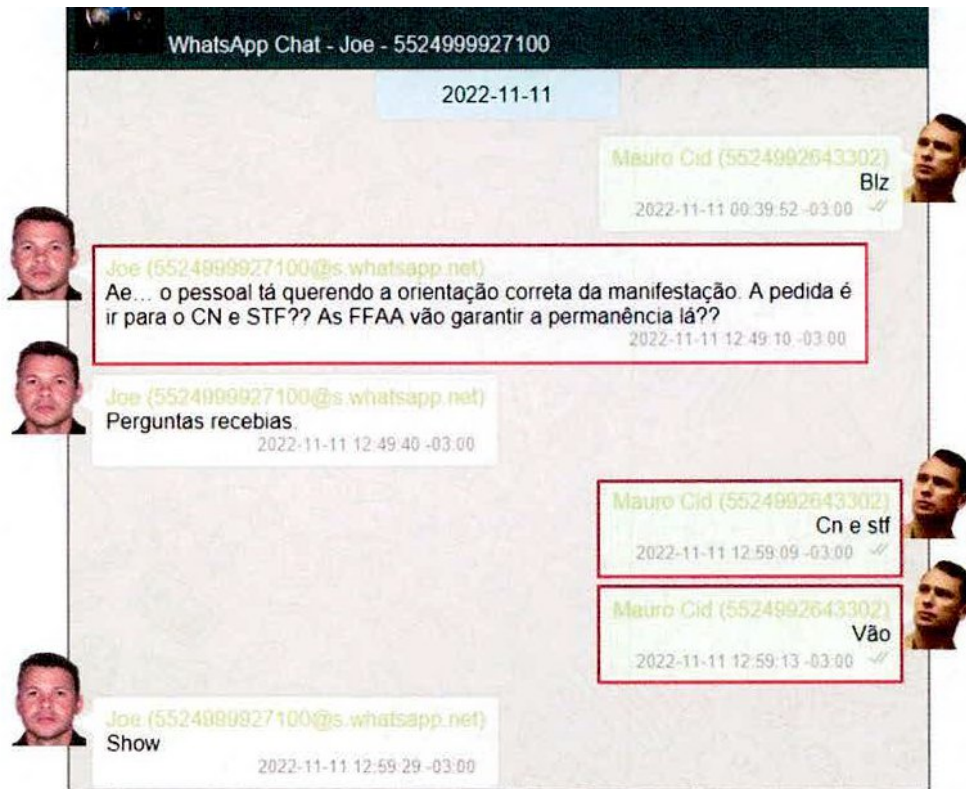 WhatsApp Chat - Joe - 5524999927100
2022-11-11
Mauro Cid (5524992643302)
Blz
2022-11-11 00:39:52 -03:00
Joe (5524999927100@s.whatsapp.net)
Ae... o pessoal tá querendo a orientação correta da manifestação. A pedida é
ir para o CN e STF?? As FFAA vão garantir a permanência lá??
2022-11-11 12:49:10 -03:00
Joe (5524999927100@s.whatsapp.net)
Perguntas recebias.
2022-11-11 12:49:40 -03:00
Mauro Cid (5524992643302)
Cn e stf
2022-11-11 12:59:09 -03:00
Mauro Cid (5524992643302)
Vão
2022-11-11 12:59:13 -03:00
Joe (5524999927100@s.whatsapp.net)
Show
2022-11-11 12:59:29 -03:00